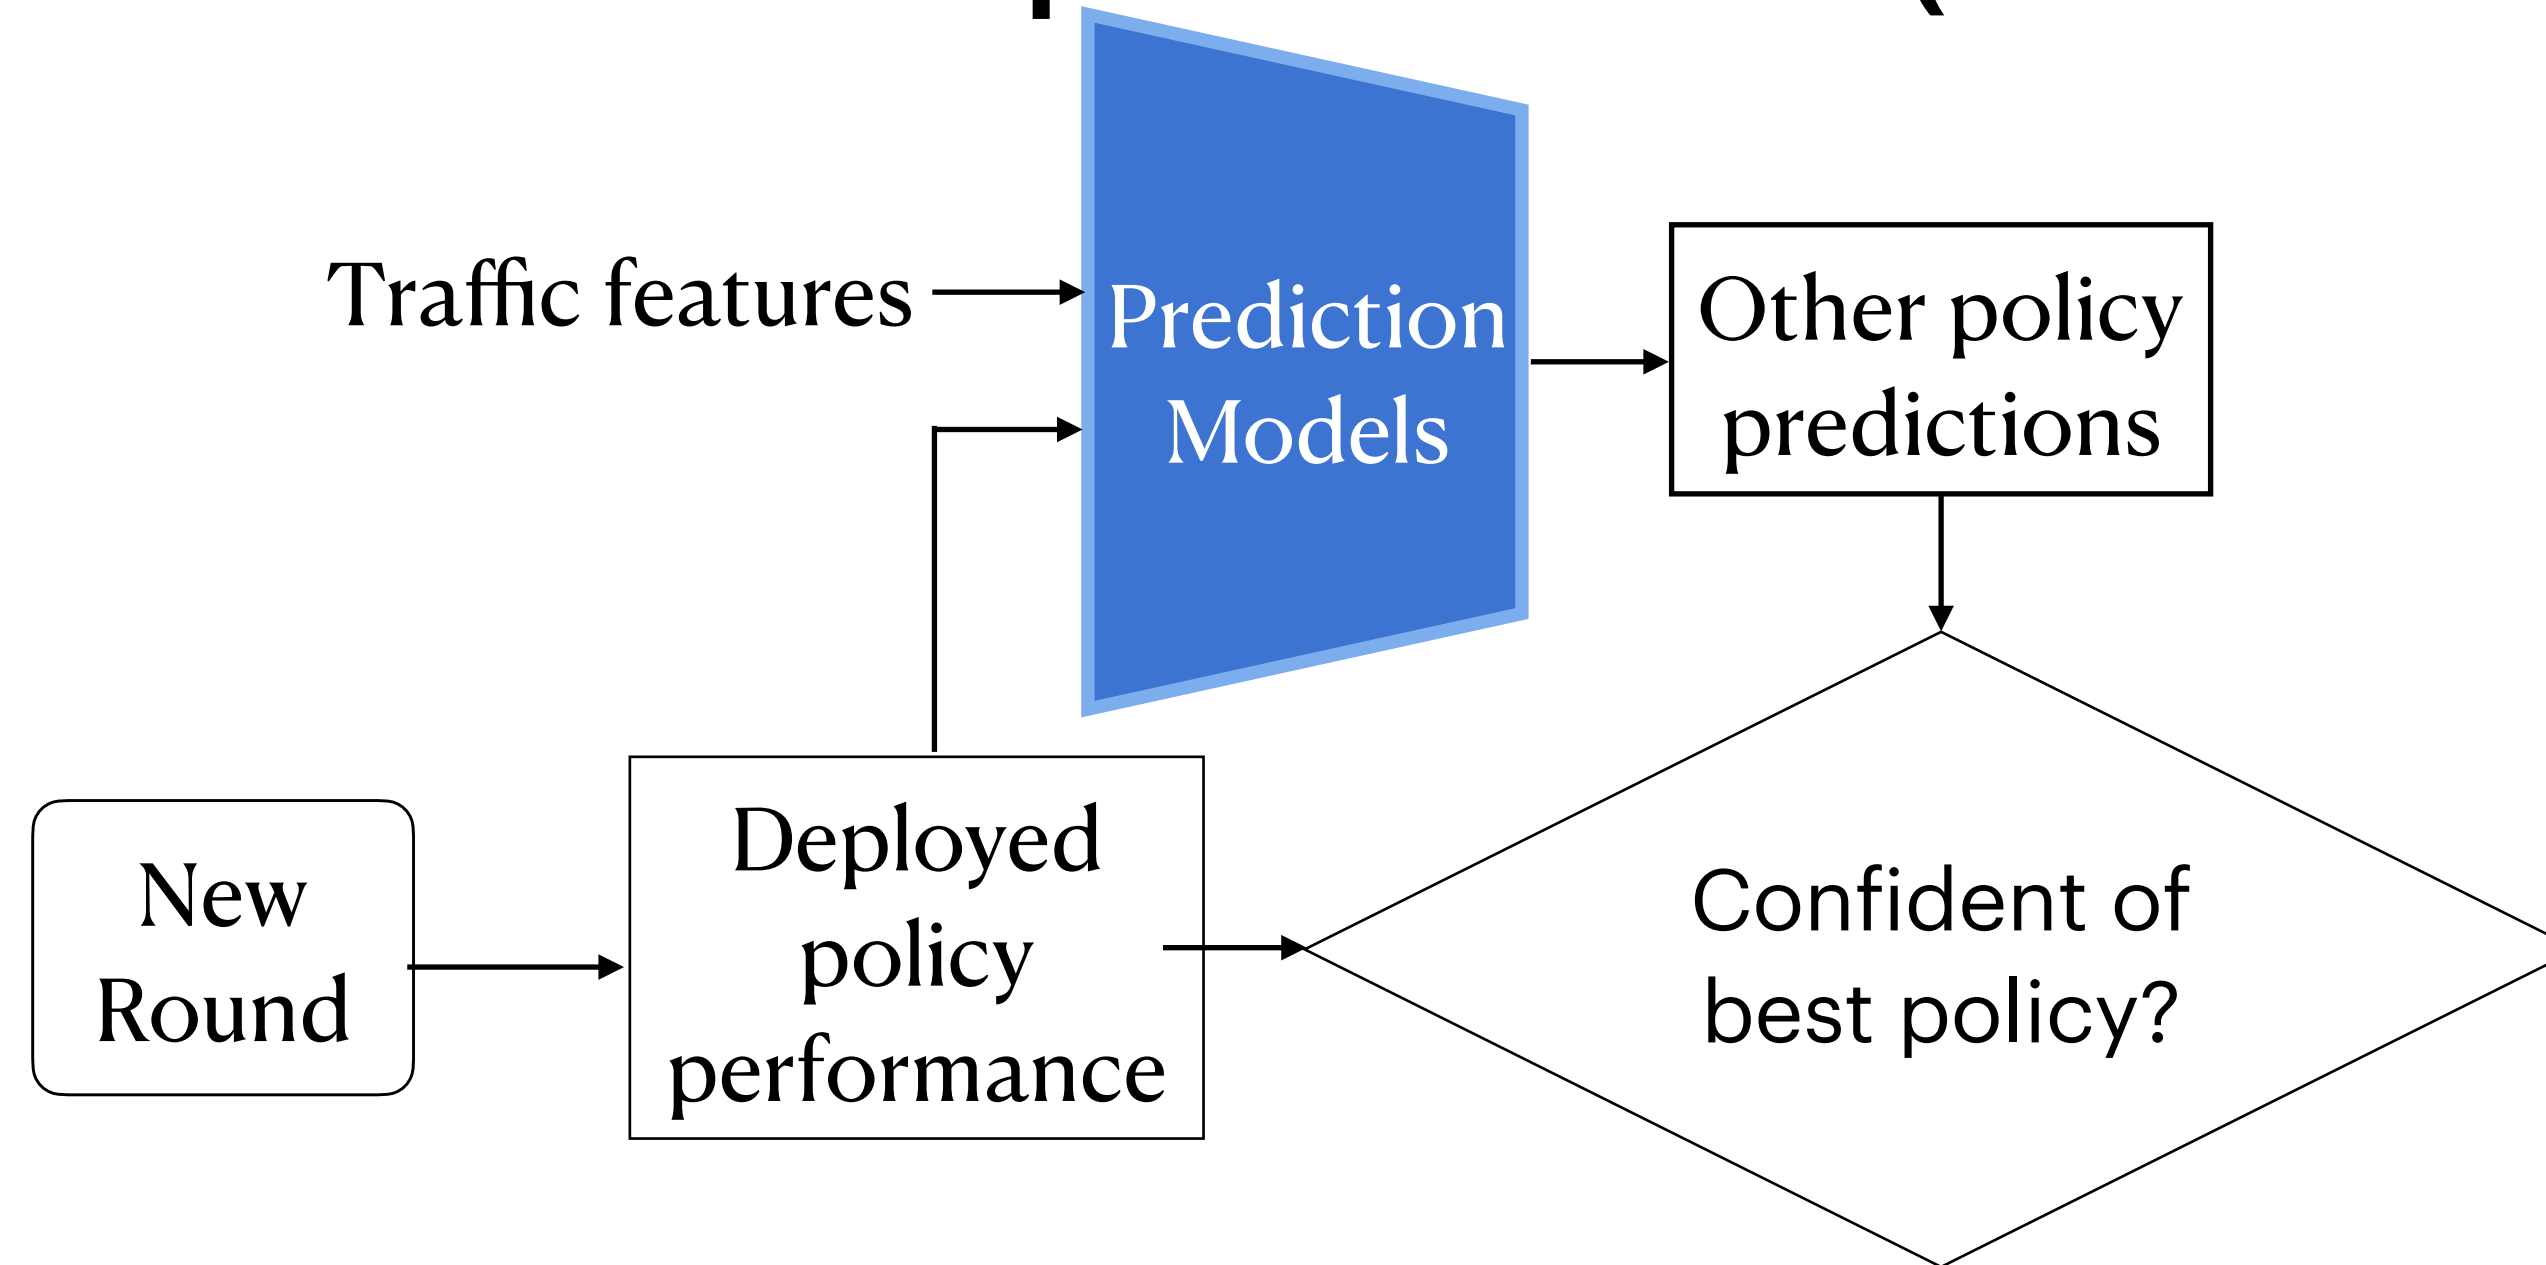 Traffic features
Prediction
Models
Other policy
predictions
New
Round
Deployed
policy
performance
Confident of
best policy?